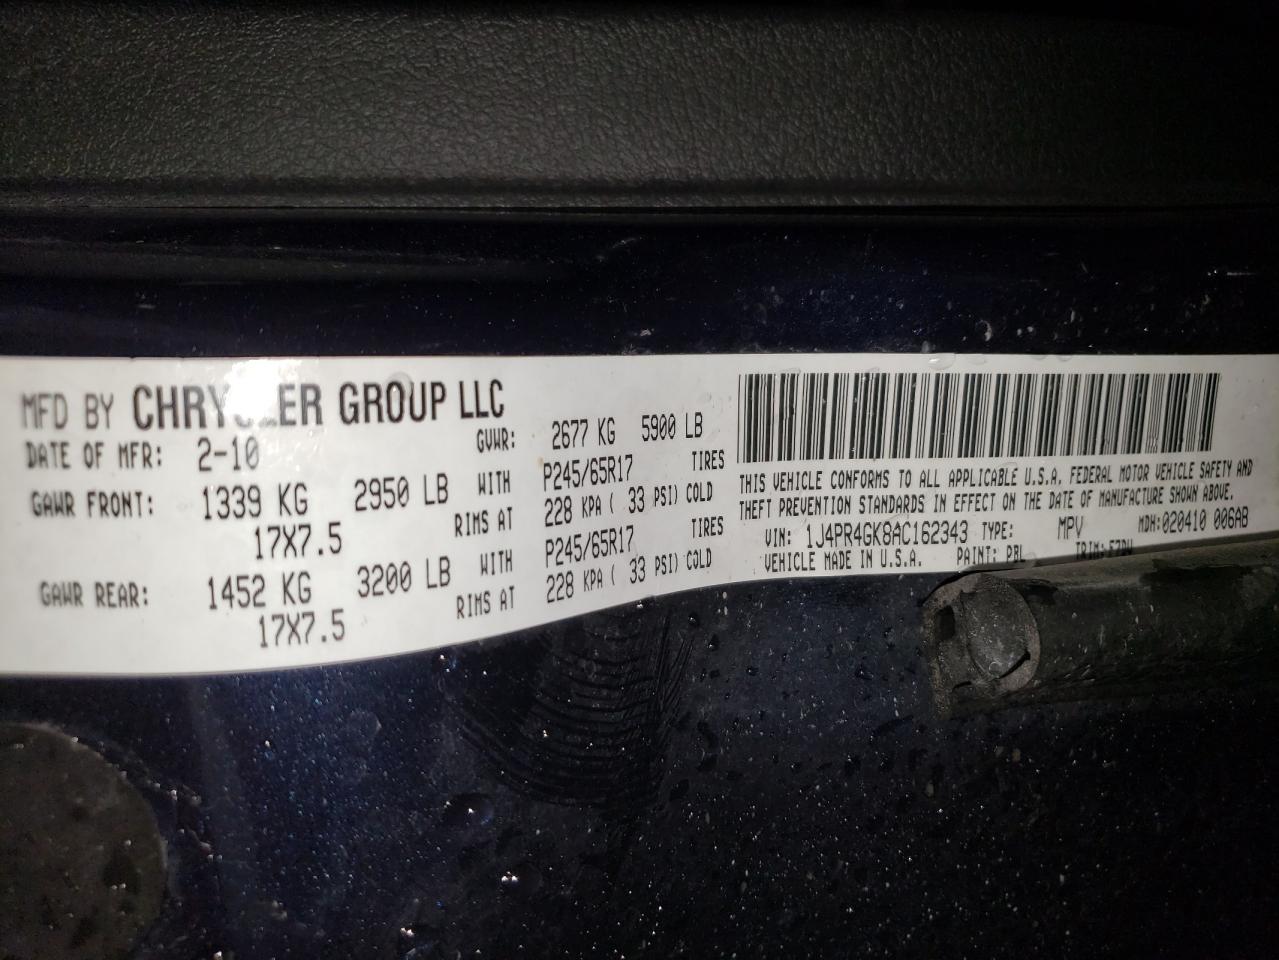 MFD BY CHRYSLER GROUP LLC
DATE OF MFR: 2-10 GVWR: 2677 KG 5900 LB
GAWR FRONT: 1339 KG 2950 LB WITH P245/65R17 TIRES
17X7.5 RIMS AT 228 KPA ( 33 PSI) COLD
GAWR REAR: 1452 KG 3200 LB WITH P245/65R17 TIRES
17X7.5 RIMS AT 228 KPA ( 33 PSI) COLD
THIS VEHICLE CONFORMS TO ALL APPLICABLE U.S.A. FEDERAL MOTOR VEHICLE SAFETY AND
THEFT PREVENTION STANDARDS IN EFFECT ON THE DATE OF MANUFACTURE SHOWN ABOVE.
VIN: 1J4PR4GK8AC162343 TYPE: MPV MDH:020410 006AB
VEHICLE MADE IN U.S.A. PAINT: PBL TRIM: